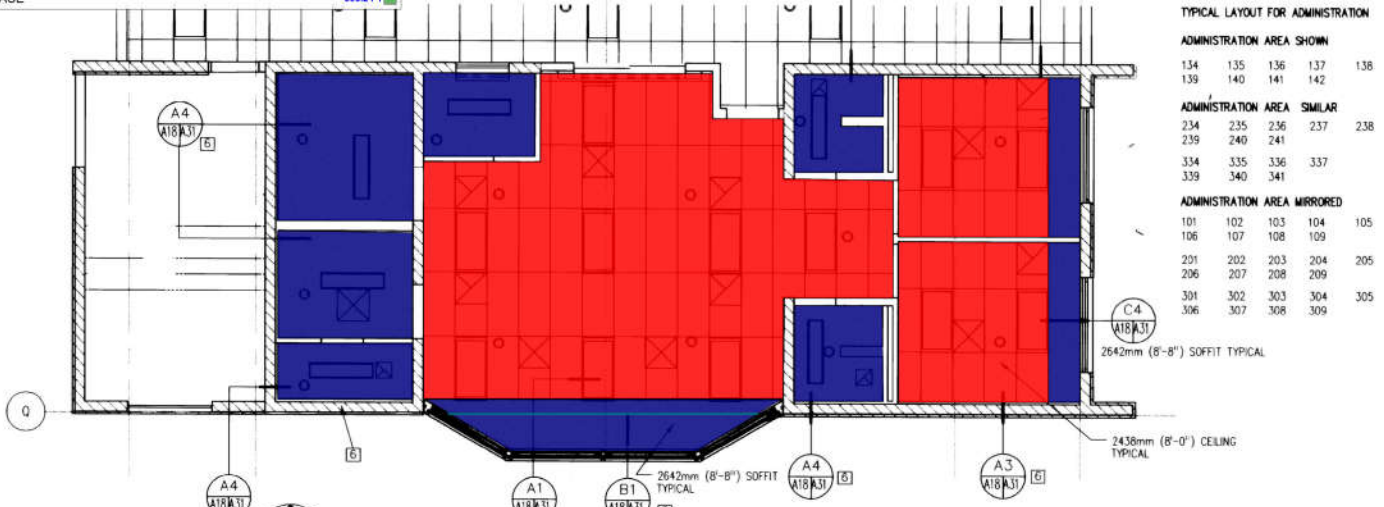 TYPICAL LAYOUT FOR ADMINISTRATION
ADMINISTRATION AREA SHOWN
134 135 136 137 138
139 140 141 142
ADMINISTRATION AREA SIMILAR
234 235 236 237 238
239 240 241
334 335 336 337
339 340 341
ADMINISTRATION AREA MIRRORED
101 102 103 104 105
106 107 108 109
201 202 203 204 205
206 207 208 209
301 302 303 304 305
306 307 308 309
A4
A18 A31
6
C4
A18 A31
2642mm (8'-8") SOFFIT TYPICAL
Q
2438mm (8'-0") CEILING
TYPICAL
6
A4
A18 A31
A1
A18 A31
B1
A18 A31
2642mm (8'-8") SOFFIT
TYPICAL
A4
A18 A31
6
A3
A18 A31
6